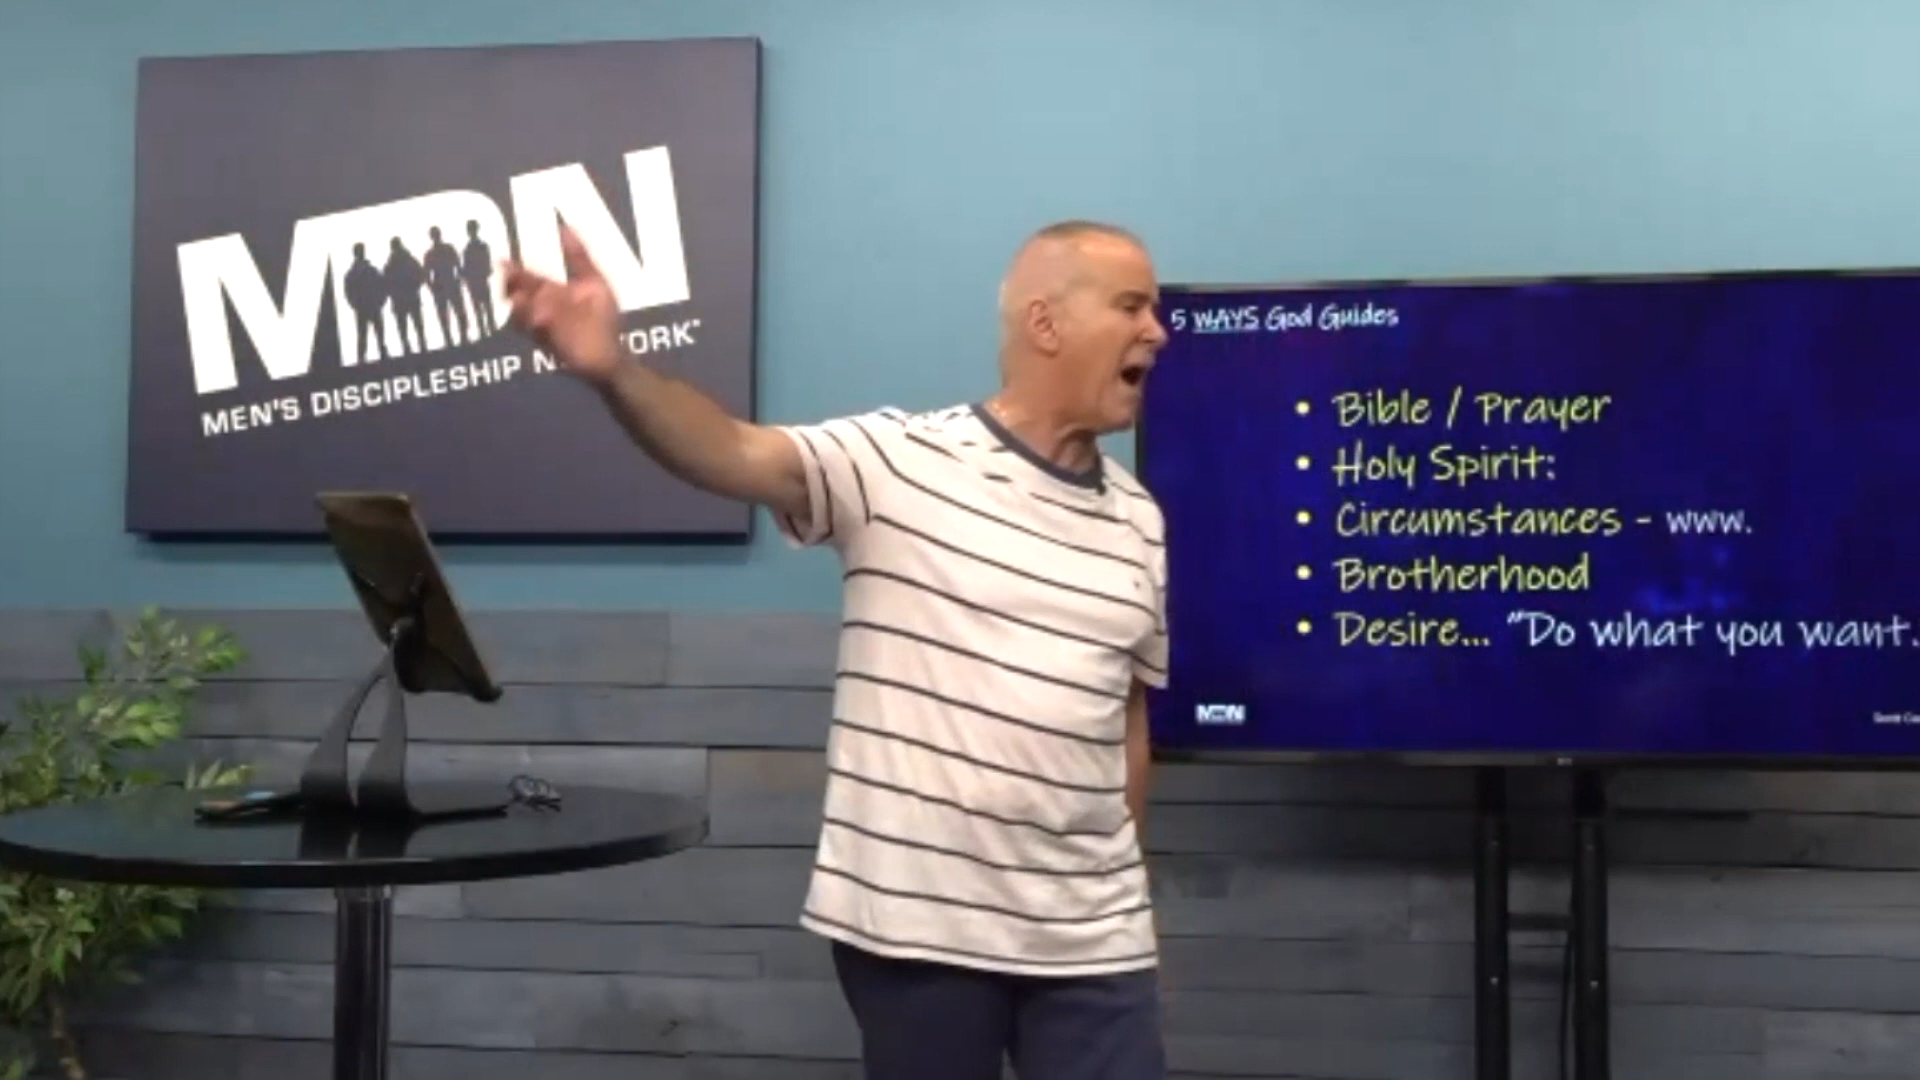 MDN
MEN'S DISCIPLESHIP
5 WAYS God Guides
• Bible / Prayer
• Holy Spirit:
• Circumstances - www.
• Brotherhood
• Desire... "Do what you want.
MDN